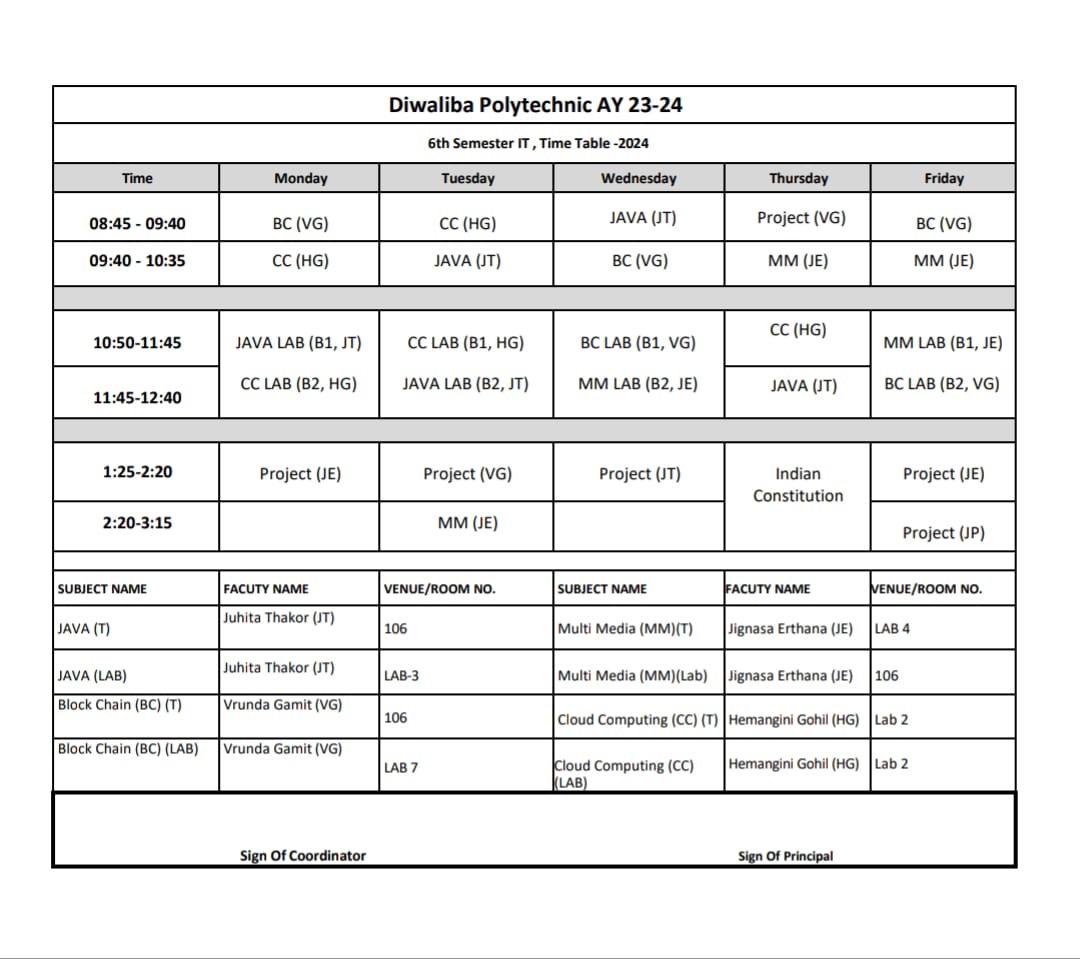 Diwaliba Polytechnic AY 23-24
6th Semester IT , Time Table -2024
Time Monday Tuesday Wednesday Thursday Friday
08:45 - 09:40 BC (VG) CC (HG) JAVA (JT) Project (VG) BC (VG)
09:40 - 10:35 CC (HG) JAVA (JT) BC (VG) MM (JE) MM (JE)
10:50-11:45 JAVA LAB (B1, JT) CC LAB (B1, HG) BC LAB (B1, VG) CC (HG) MM LAB (B1, JE)
11:45-12:40 CC LAB (B2, HG) JAVA LAB (B2, JT) MM LAB (B2, JE) JAVA (JT) BC LAB (B2, VG)
1:25-2:20 Project (JE) Project (VG) Project (JT) Indian Project (JE)
Constitution
2:20-3:15 MM (JE) Project (JP)
SUBJECT NAME FACUTY NAME VENUE/ROOM NO. SUBJECT NAME FACUTY NAME VENUE/ROOM NO.
JAVA (T) Juhita Thakor (JT) 106 Multi Media (MM)(T) Jignasa Erthana (JE) LAB 4
JAVA (LAB) Juhita Thakor (JT) LAB-3 Multi Media (MM)(Lab) Jignasa Erthana (JE) 106
Block Chain (BC) (T) Vrunda Gamit (VG) 106 Cloud Computing (CC) (T) Hemangini Gohil (HG) Lab 2
Block Chain (BC) (LAB) Vrunda Gamit (VG) LAB 7 Cloud Computing (CC) Hemangini Gohil (HG) Lab 2
(LAB)
Sign Of Coordinator Sign Of Principal